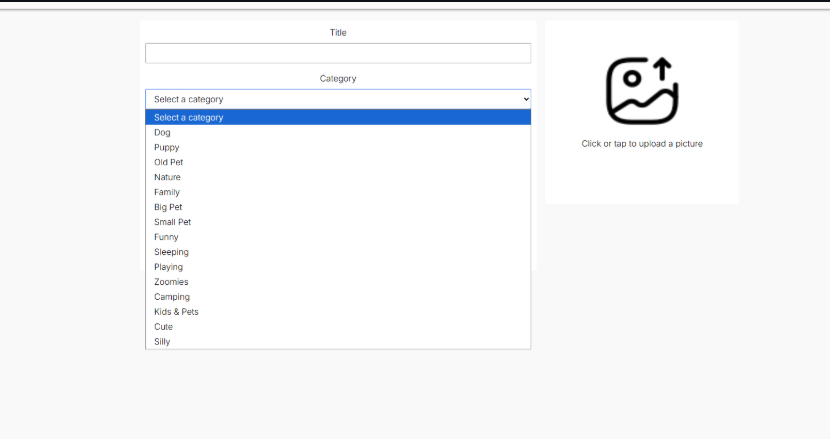 Title
Category
Select a category
Select a category
Dog
Puppy
Old Pet
Nature
Family
Big Pet
Small Pet
Funny
Sleeping
Playing
Zoomies
Camping
Kids & Pets
Cute
Silly
Click or tap to upload a picture